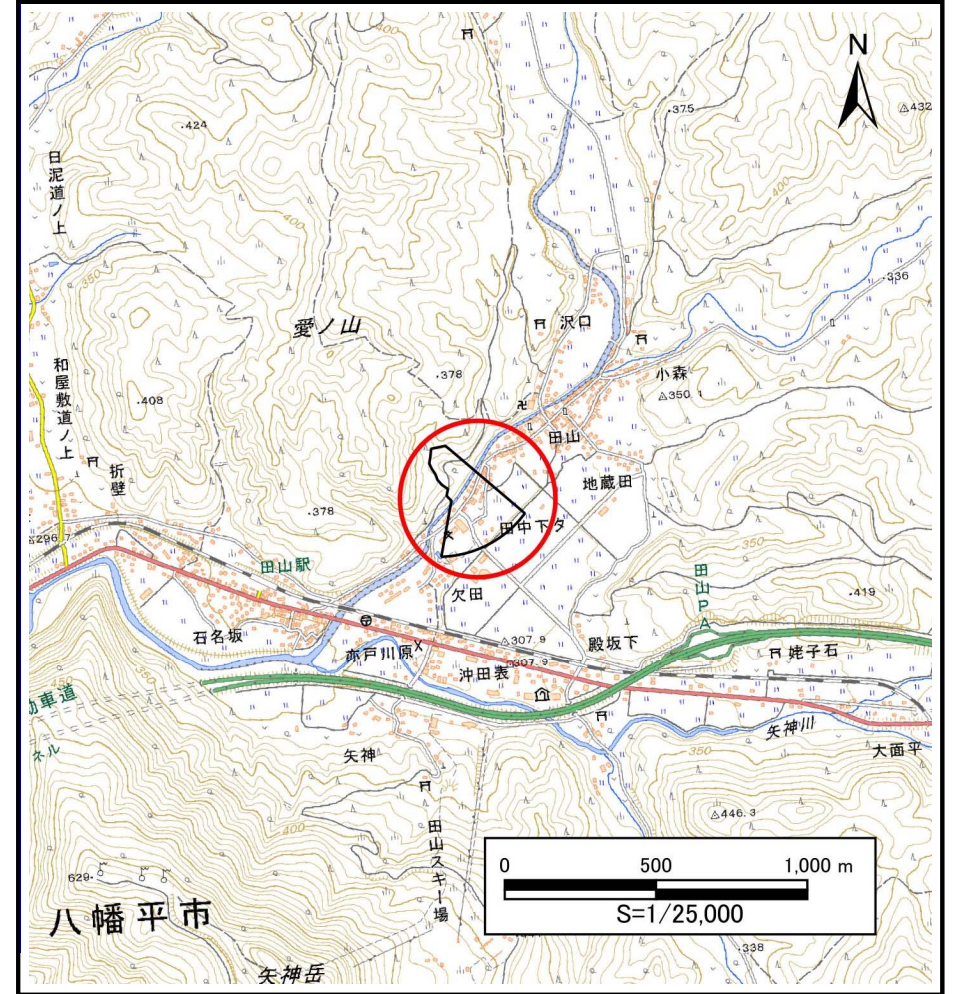 400
N
・375
△432
・424
日泥道ノ上
400
400
350
・336
愛ノ山
沢口
小森
・378
△350.1
和屋敷道ノ上
・408
田山
折壁
地蔵田
・378
田中下タ
△296.7
350
田山駅
欠田
田山PA
・419
石名坂
△307.9
殿坂下
赤戸川原
姥子石
沖田表
△307.9
450
動車道
矢神川
ネル
矢神
350
大面平
△446.3
400
田山スキー場
0 500 1,000 m
629・
S=1/25,000
八幡平市
・338
矢神岳